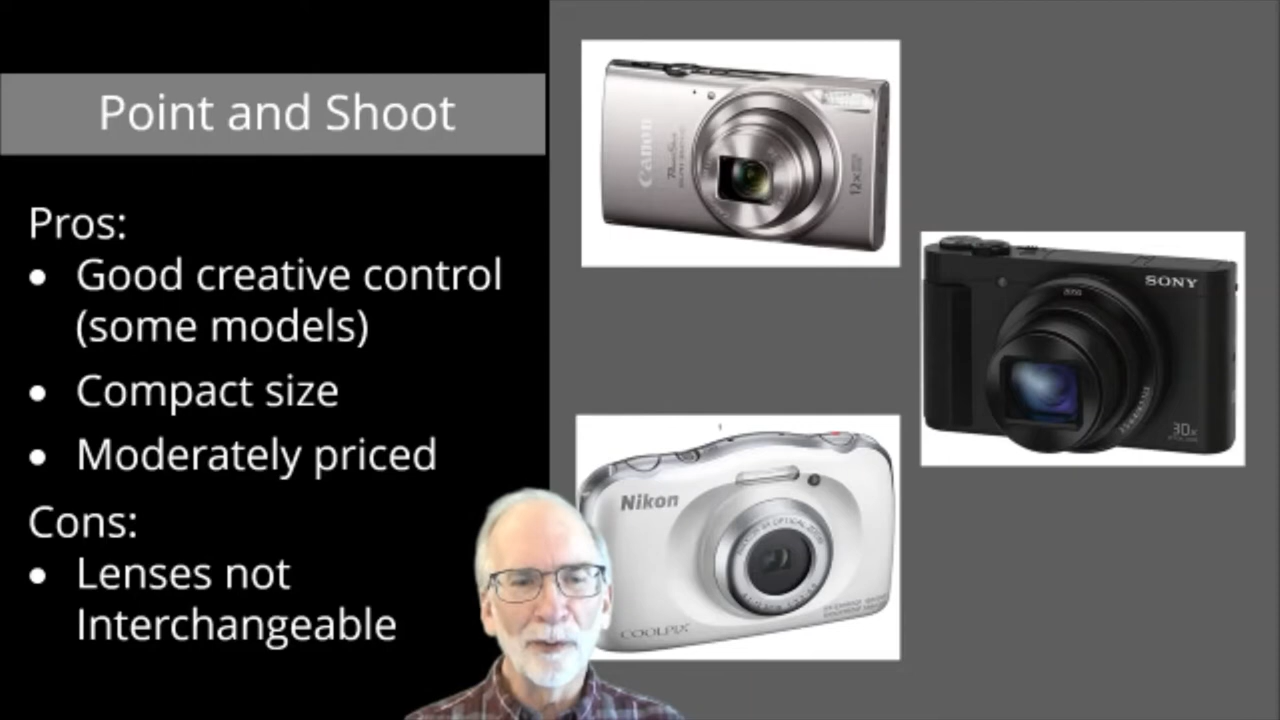 Point and Shoot
Pros:
• Good creative control
(some models)
• Compact size
• Moderately priced
Cons:
• Lenses not
Interchangeable
Canon
PowerShot
12x
SONY
30x
Nikon
COOLPIX